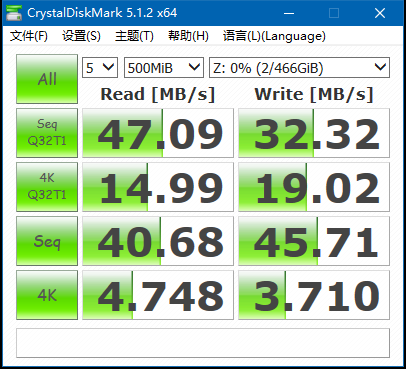 CrystalDiskMark 5.1.2 x64
文件(F) 设置(S) 主题(T) 帮助(H) 语言(L)(Language)
All 5 500MiB Z: 0% (2/466GiB)
Read [MB/s] Write [MB/s]
Seq Q32T1 47.09 32.32
4K Q32T1 14.99 19.02
Seq 40.68 45.71
4K 4.748 3.710